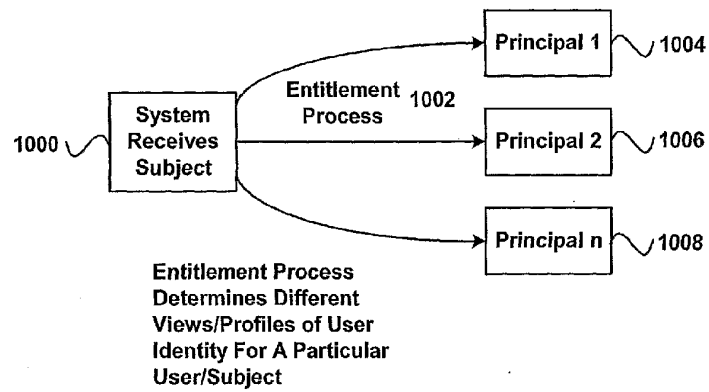 Principal 1
1004
Entitlement
Process
1002
System
Receives
Subject
1000
Principal 2
1006
Principal n
1008
Entitlement Process
Determines Different
Views/Profiles of User
Identity For A Particular
User/Subject